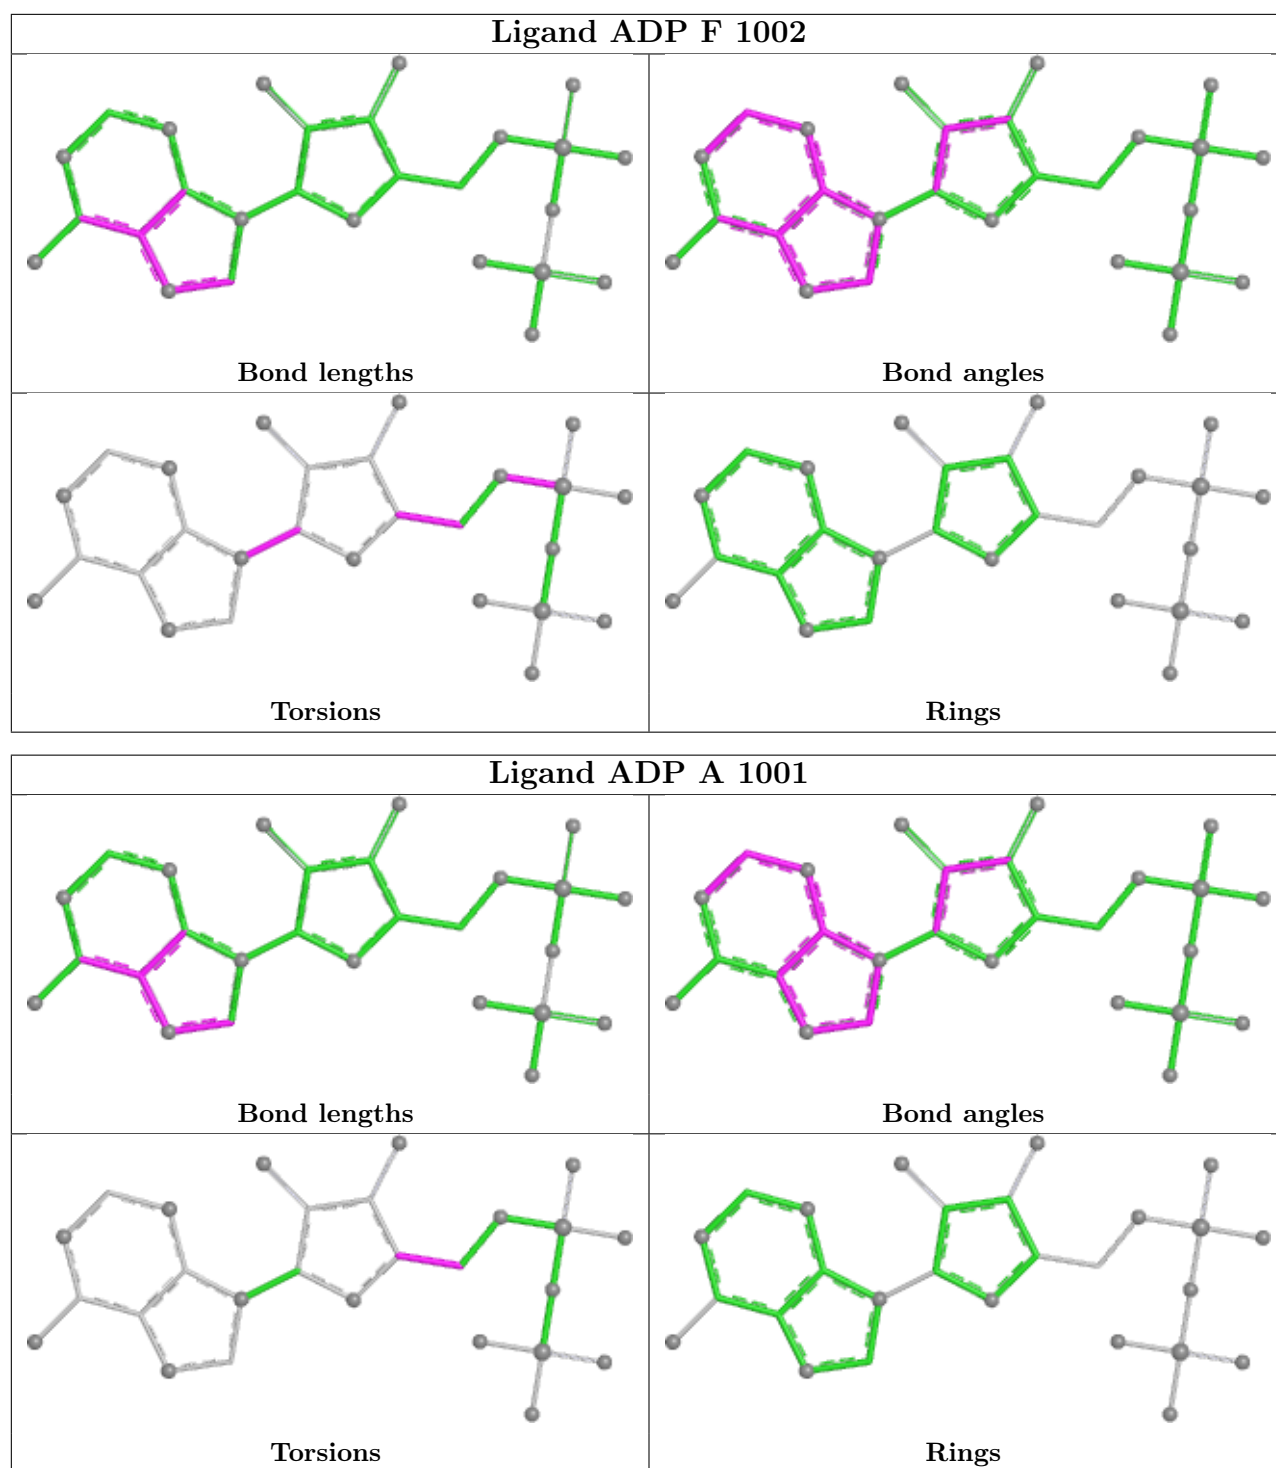 Ligand ADP F 1002
Bond lengths
Bond angles
Torsions
Rings
Ligand ADP A 1001
Bond lengths
Bond angles
Torsions
Rings